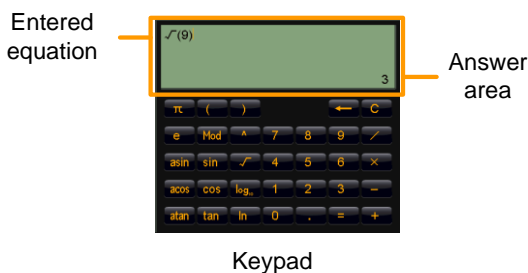 Entered
equation
√(9)
3
Answer
area
π ( ) ← C
e Mod ^ 7 8 9 /
asin sin √ 4 5 6 ×
acos cos log₁₀ 1 2 3 −
atan tan ln 0 . = +
Keypad